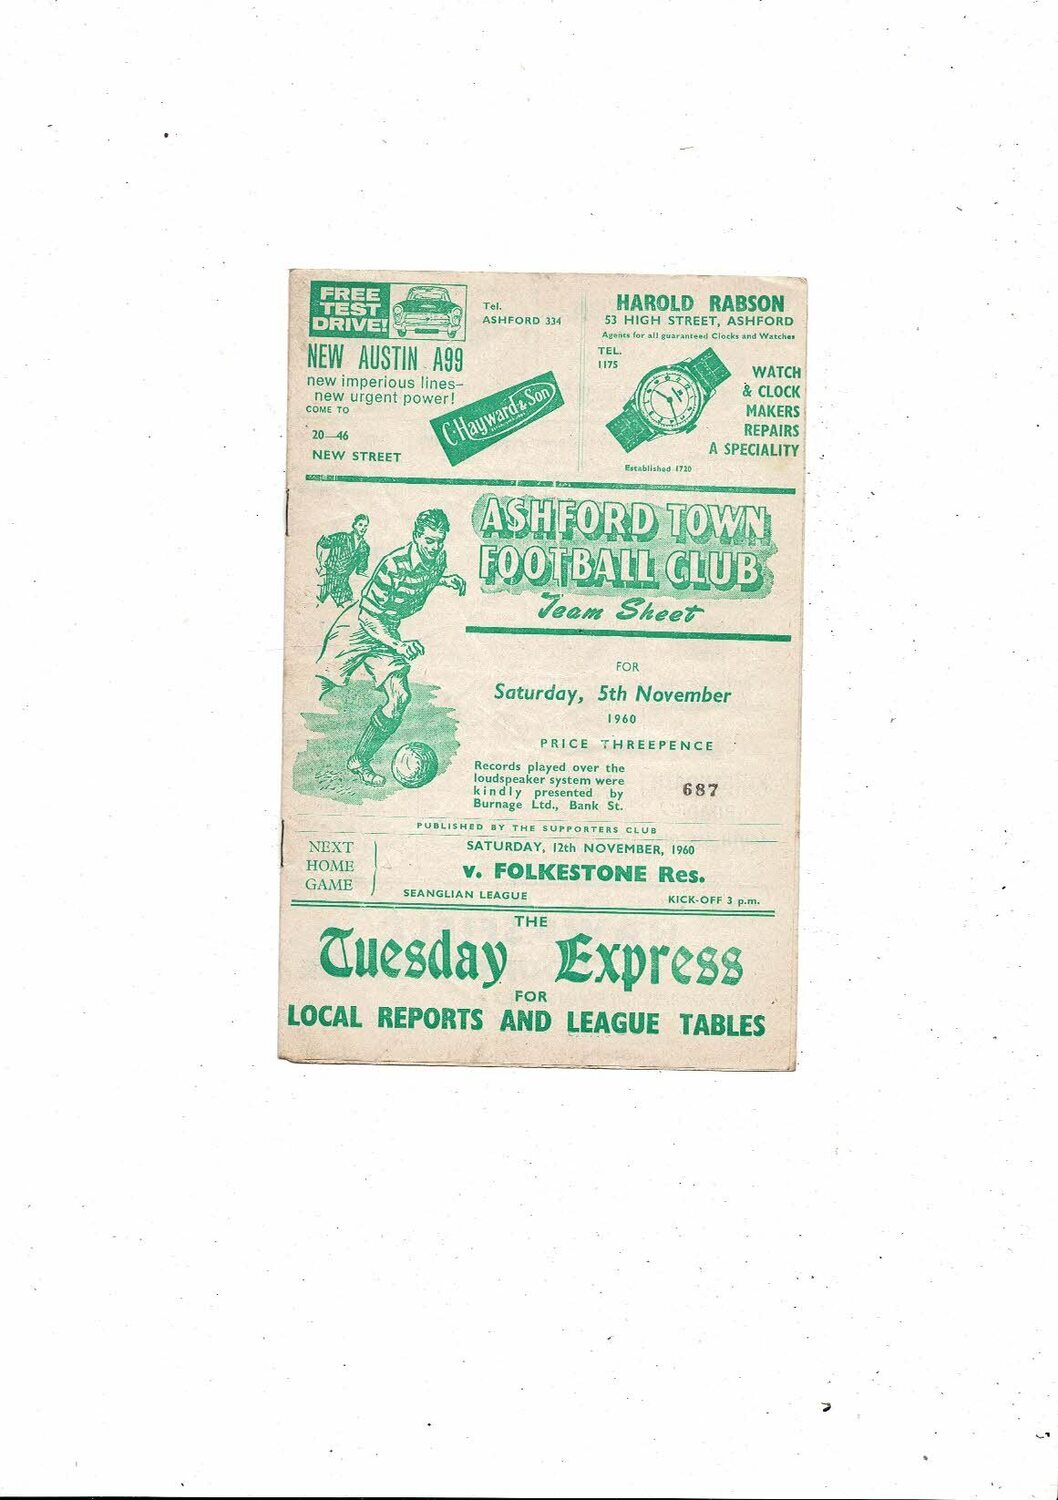 FREE
TEST
DRIVE!
NEW AUSTIN A99
new imperious lines-
new urgent power!
COME TO
20—46
NEW STREET
Tel.
ASHFORD 334
C. Hayward & Son
HAROLD RABSON
53 HIGH STREET, ASHFORD
Agents for all guaranteed Clocks and Watches
TEL.
1175
WATCH
& CLOCK
MAKERS
REPAIRS
A SPECIALITY
Established 1720
ASHFORD TOWN
FOOTBALL CLUB
Team Sheet
FOR
Saturday, 5th November
1960
PRICE THREEPENCE
Records played over the
loudspeaker system were
kindly presented by
Burnage Ltd., Bank St.
687
PUBLISHED BY THE SUPPORTERS CLUB
NEXT
HOME
GAME
SATURDAY, 12th NOVEMBER, 1960
v. FOLKESTONE Res.
SEANGLIAN LEAGUE
KICK-OFF 3 p.m.
THE
Tuesday Express
FOR
LOCAL REPORTS AND LEAGUE TABLES